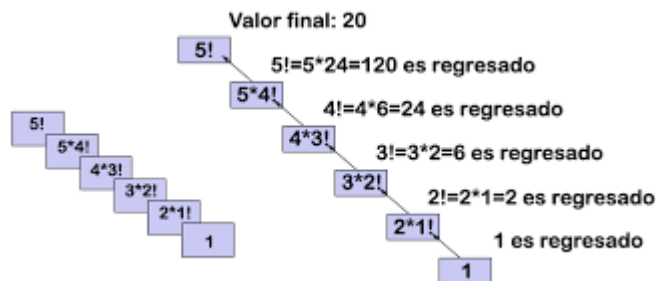 Valor final: 20
5!
5!=5*24=120 es regresado
5*4!
4!=4*6=24 es regresado
4*3!
3!=3*2=6 es regresado
3*2!
2!=2*1=2 es regresado
2*1!
1 es regresado
1
5!
5*4!
4*3!
3*2!
2*1!
1